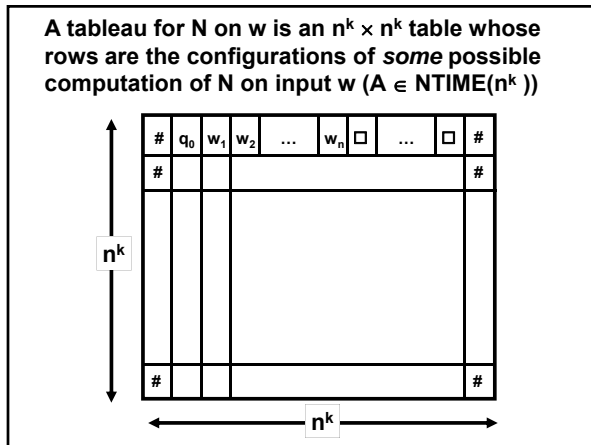 A tableau for N on w is an nᵏ × nᵏ table whose
rows are the configurations of some possible
computation of N on input w (A ∈ NTIME(nᵏ ))
# q₀ w₁ w₂ … wₙ □ … □ #
# #
nᵏ
# #
nᵏ